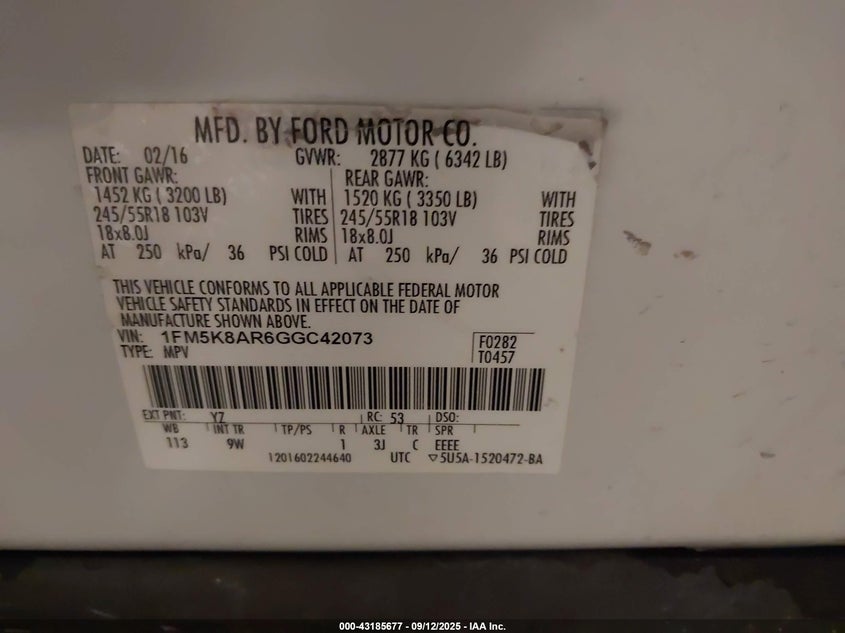 MFD. BY FORD MOTOR CO.
DATE: 02/16 GVWR: 2877 KG ( 6342 LB)
FRONT GAWR: REAR GAWR:
1452 KG ( 3200 LB) WITH 1520 KG ( 3350 LB) WITH
245/55R18 103V TIRES 245/55R18 103V TIRES
18x8.0J RIMS 18x8.0J RIMS
AT 250 kPa/ 36 PSI COLD AT 250 kPa/ 36 PSI COLD
THIS VEHICLE CONFORMS TO ALL APPLICABLE FEDERAL MOTOR
VEHICLE SAFETY STANDARDS IN EFFECT ON THE DATE OF
MANUFACTURE SHOWN ABOVE.
VIN: 1FM5K8AR6GGC42073 F0282
TYPE: MPV T0457
EXT PNT: YZ RC: 53 DSO:
WB INT TR TP/PS R AXLE TR SPR
113 9W 1 3J C EEEE
1201602244640 UTC ▽5U5A-1520472-BA
000-43185677 - 09/12/2025 - IAA Inc.